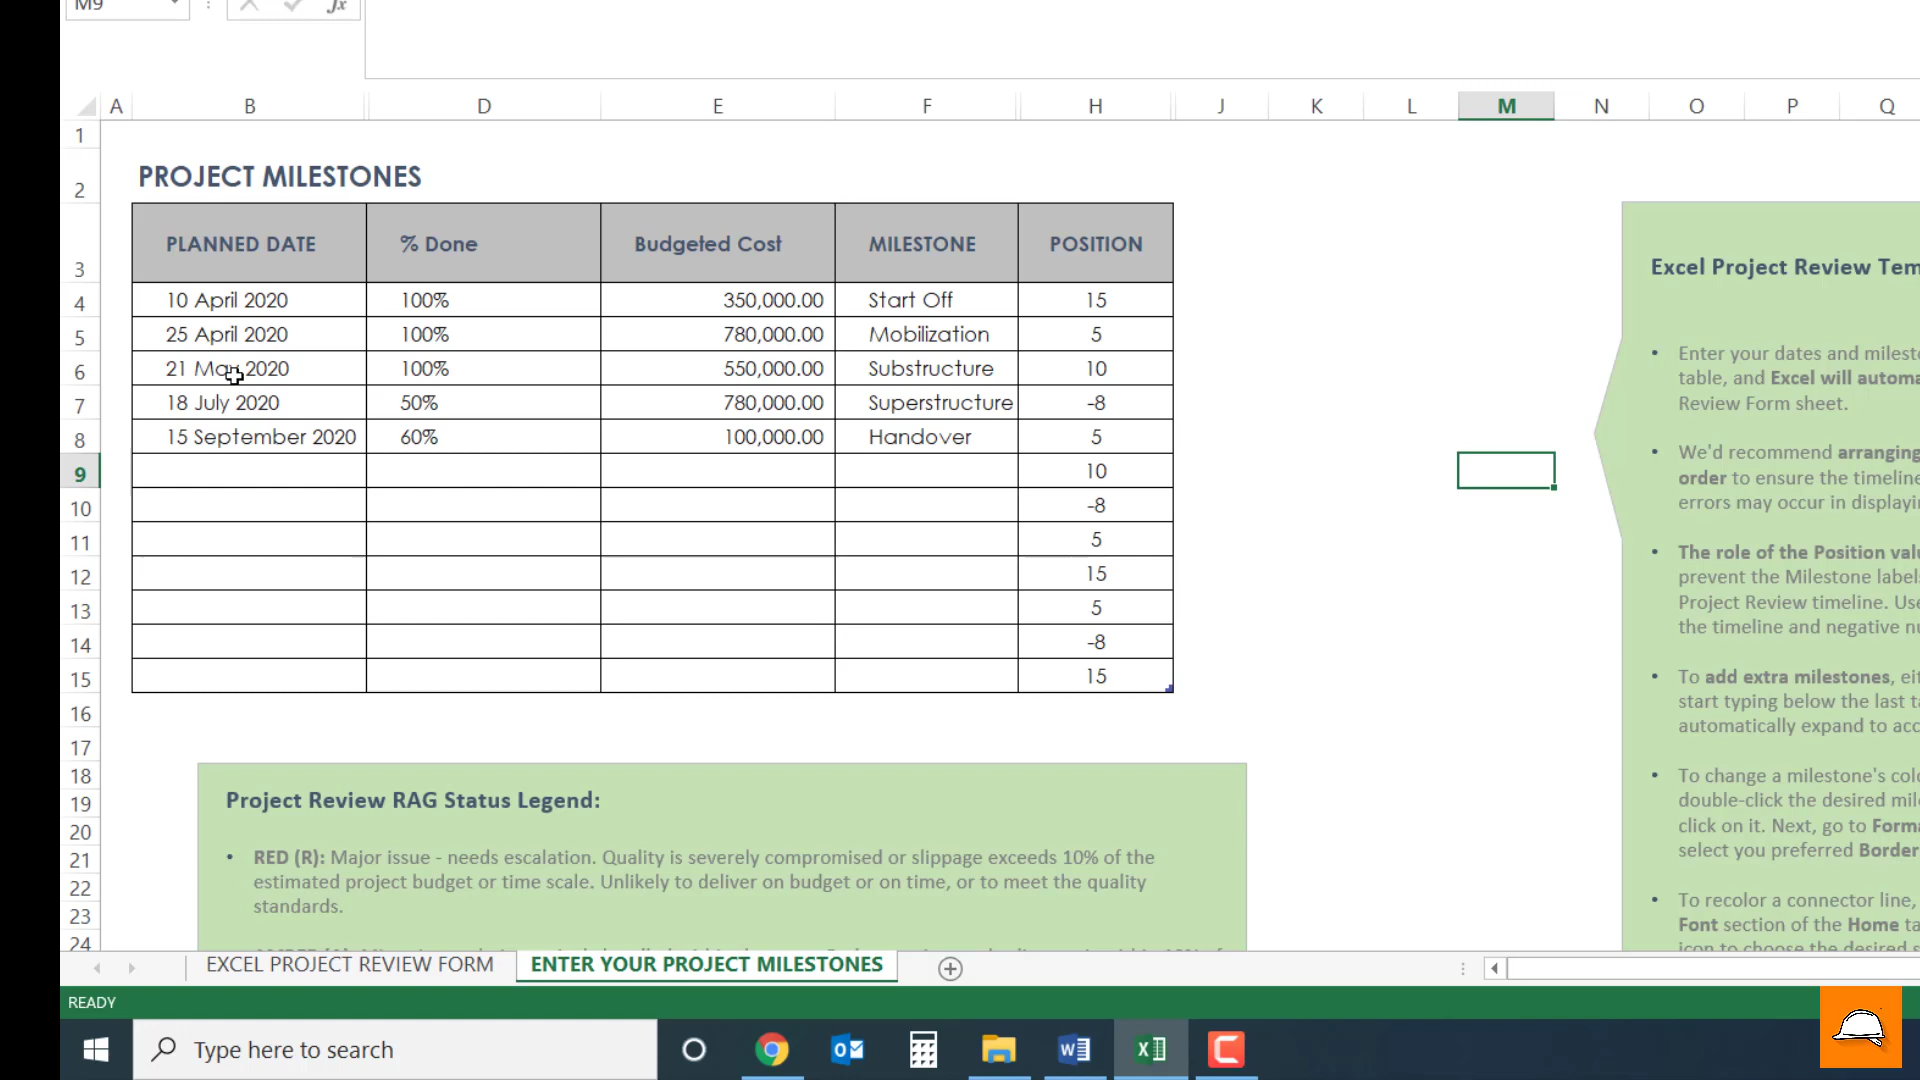 M9
fx
A B D E F H J K L M N O P Q
1
2 PROJECT MILESTONES
3 PLANNED DATE % Done Budgeted Cost MILESTONE POSITION
4 10 April 2020 100% 350,000.00 Start Off 15
5 25 April 2020 100% 780,000.00 Mobilization 5
6 21 May 2020 100% 550,000.00 Substructure 10
7 18 July 2020 50% 780,000.00 Superstructure -8
8 15 September 2020 60% 100,000.00 Handover 5
9 10
10 -8
11 5
12 15
13 5
14 -8
15 15
16
17
18
19
20
21
22
23
24
Project Review RAG Status Legend:
• RED (R): Major issue - needs escalation. Quality is severely compromised or slippage exceeds 10% of the
estimated project budget or time scale. Unlikely to deliver on budget or on time, or to meet the quality
standards.
Excel Project Review Tem
• Enter your dates and milest
table, and Excel will automa
Review Form sheet.
• We'd recommend arranging
order to ensure the timeline
errors may occur in displayi
• The role of the Position valu
prevent the Milestone labels
Project Review timeline. Use
the timeline and negative nu
• To add extra milestones, eit
start typing below the last ta
automatically expand to acc
• To change a milestone's colo
double-click the desired mil
click on it. Next, go to Forma
select you preferred Border
• To recolor a connector line,
Font section of the Home ta
icon to choose the desired s
EXCEL PROJECT REVIEW FORM ENTER YOUR PROJECT MILESTONES
READY
Type here to search